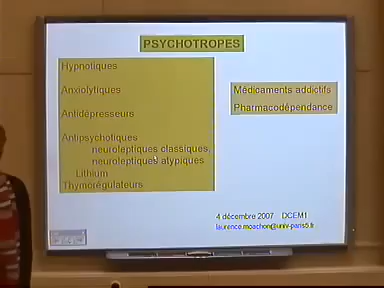 PSYCHOTROPES
Hypnotiques
Anxiolytiques
Antidépresseurs
Antipsychotiques
neuroleptiques classiques,
neuroleptiques atypiques
Lithium
Thymorégulateurs
Médicaments addictifs
Pharmacodépendance
4 décembre 2007 DCEM1
laurence.moachon@univ-paris5.fr